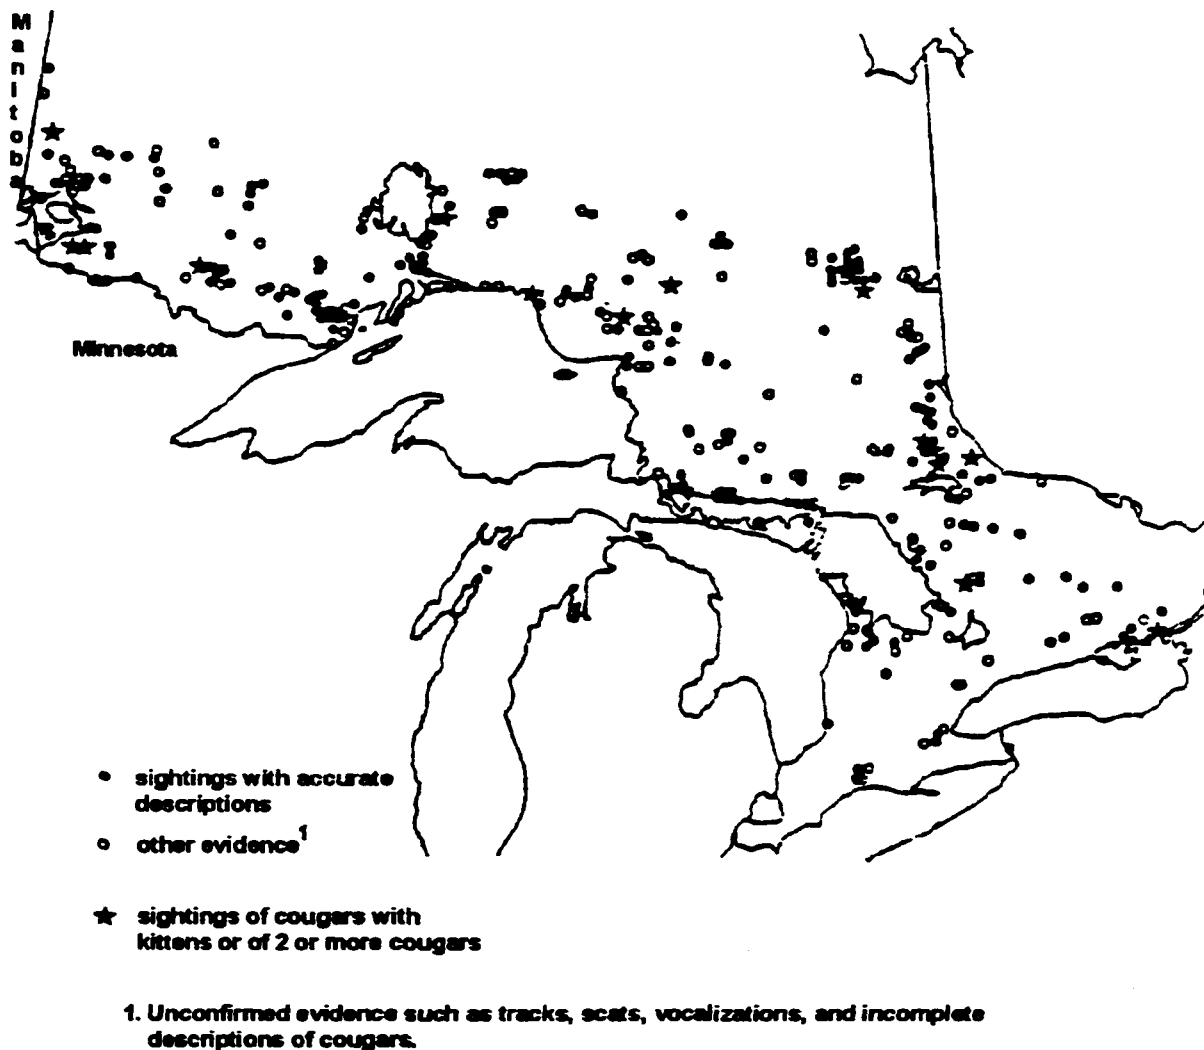 Manitoba
Minnesota
sightings with accurate
descriptions
other evidence1
sightings of cougars with
kittens or of 2 or more cougars
1. Unconfirmed evidence such as tracks, scats, vocalizations, and incomplete
descriptions of cougars.